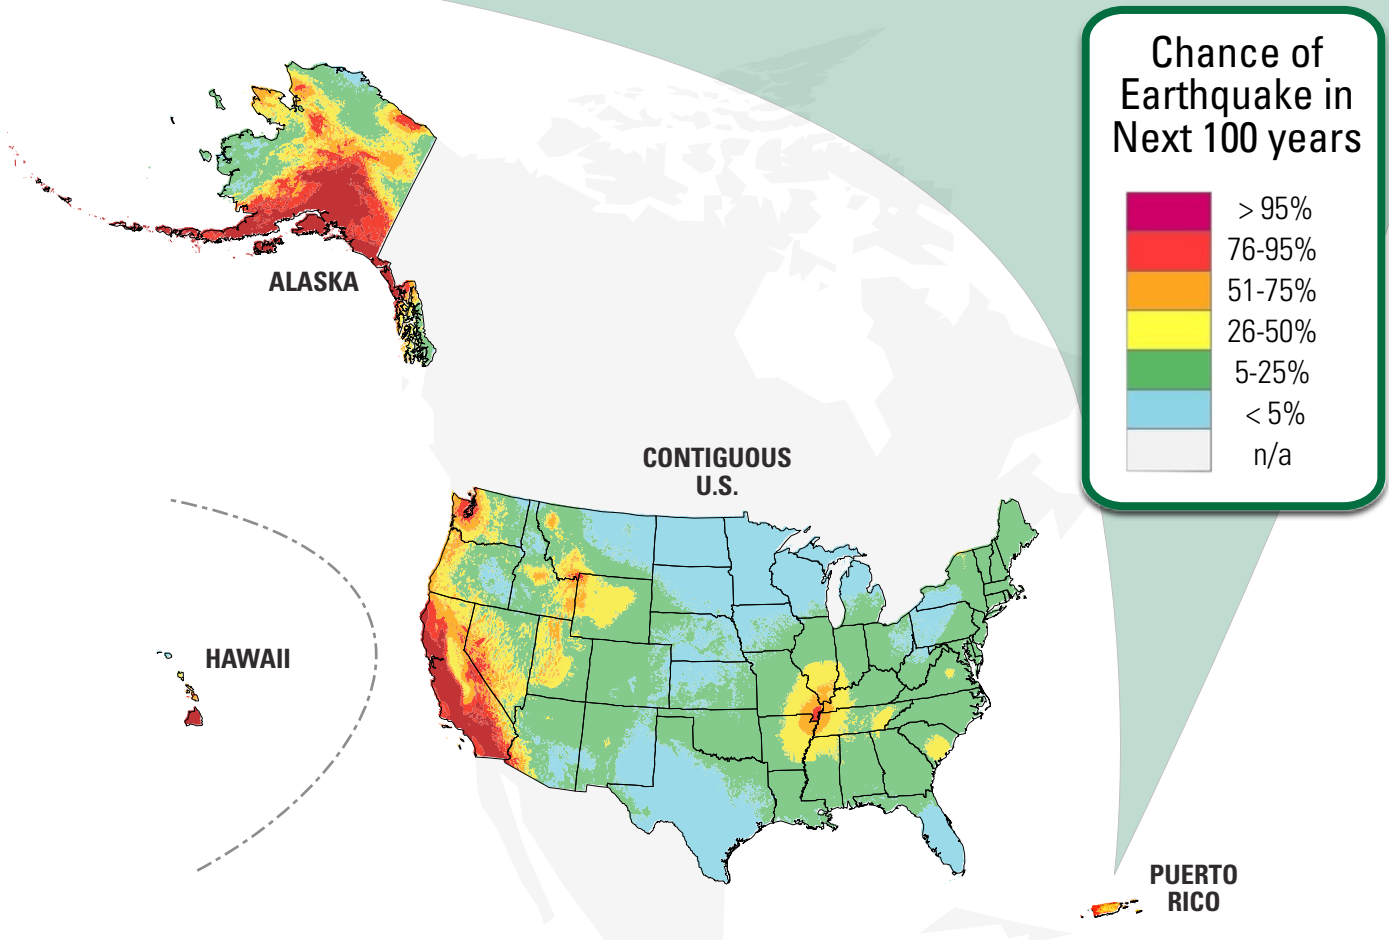 Chance of
Earthquake in
Next 100 years
> 95%
76-95%
51-75%
26-50%
5-25%
< 5%
n/a
ALASKA
CONTIGUOUS
U.S.
HAWAII
PUERTO
RICO